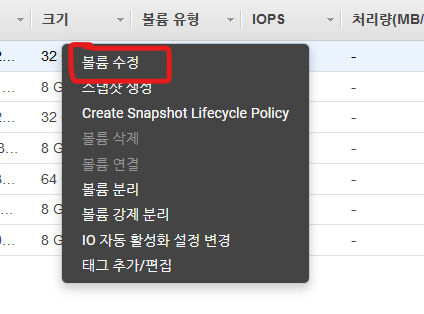 크기 볼륨 유형 IOPS 처리량(MB/
2... 32 -
볼륨 수정
... 8 G -
스냅샷 생성
... 32 -
Create Snapshot Lifecycle Policy
3... 8 G -
볼륨 삭제
... 8 G -
볼륨 연결
... 64 -
볼륨 분리
... 8 G -
볼륨 강제 분리
... 8 G -
IO 자동 활성화 설정 변경
태그 추가/편집